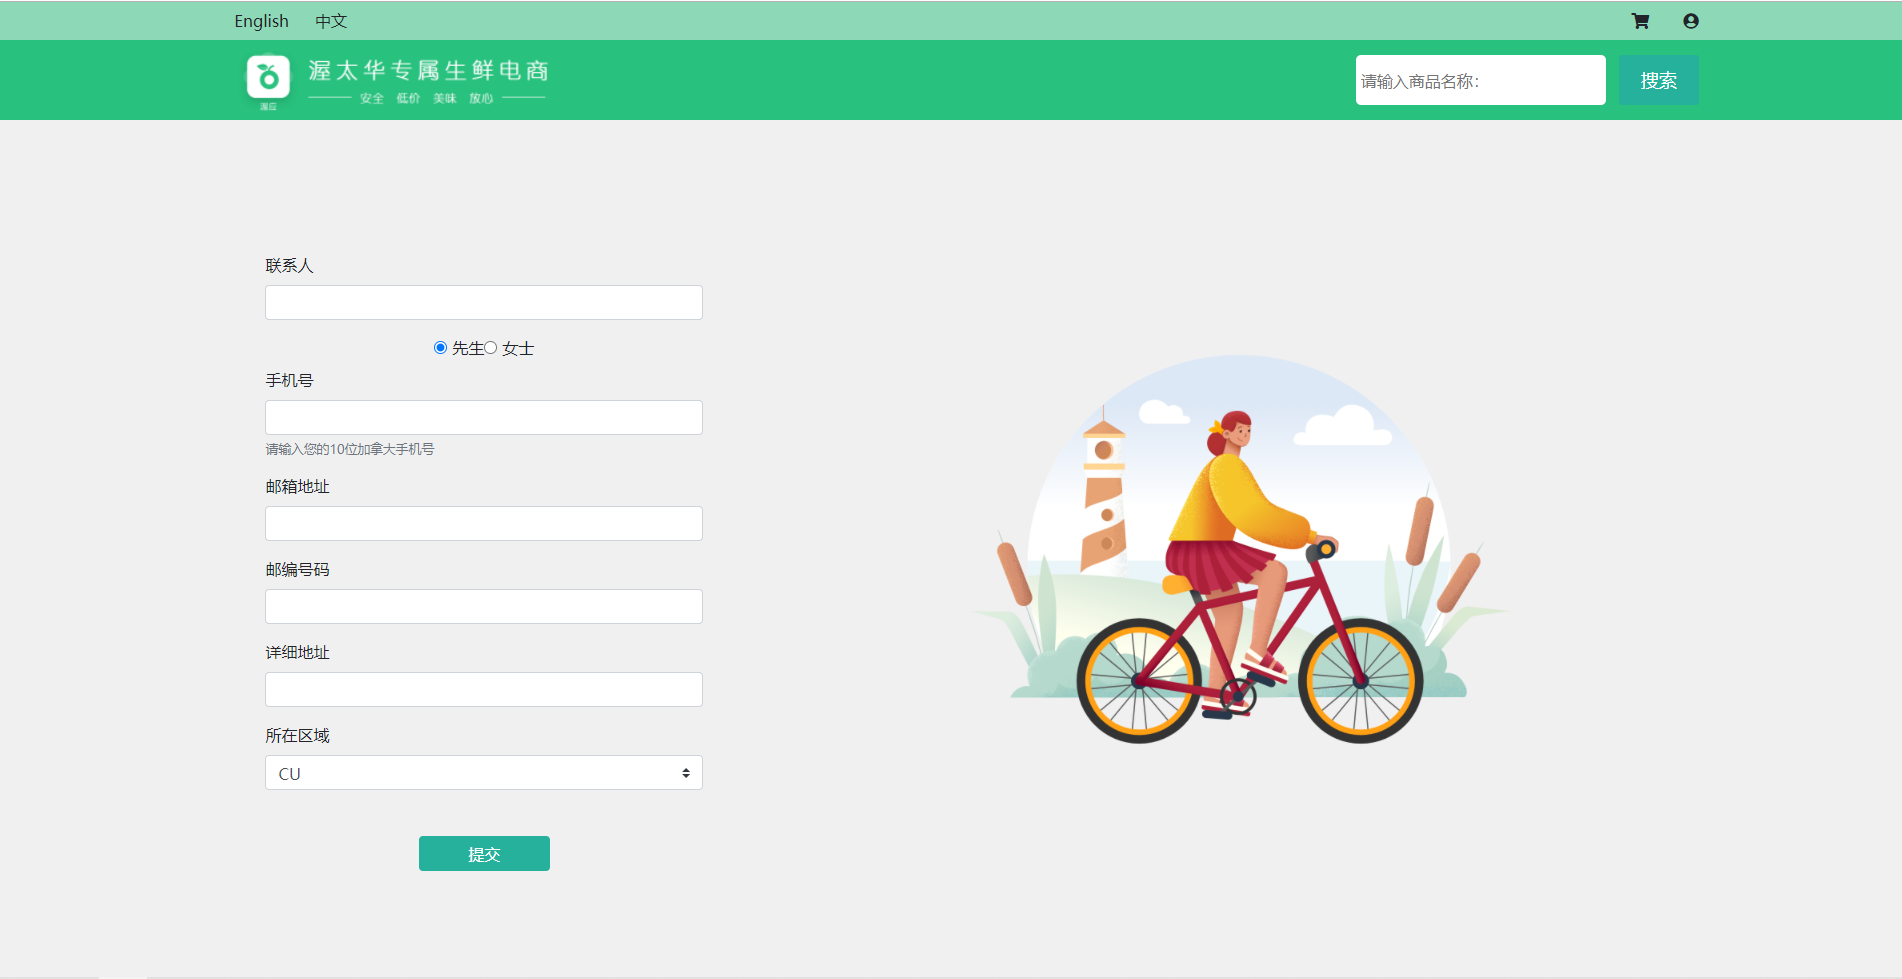 English 中文
渥太华专属生鲜电商
安全 低价 美味 放心
渥应
请输入商品名称:
搜索
联系人
先生 女士
手机号
请输入您的10位加拿大手机号
邮箱地址
邮编号码
详细地址
所在区域
CU
提交